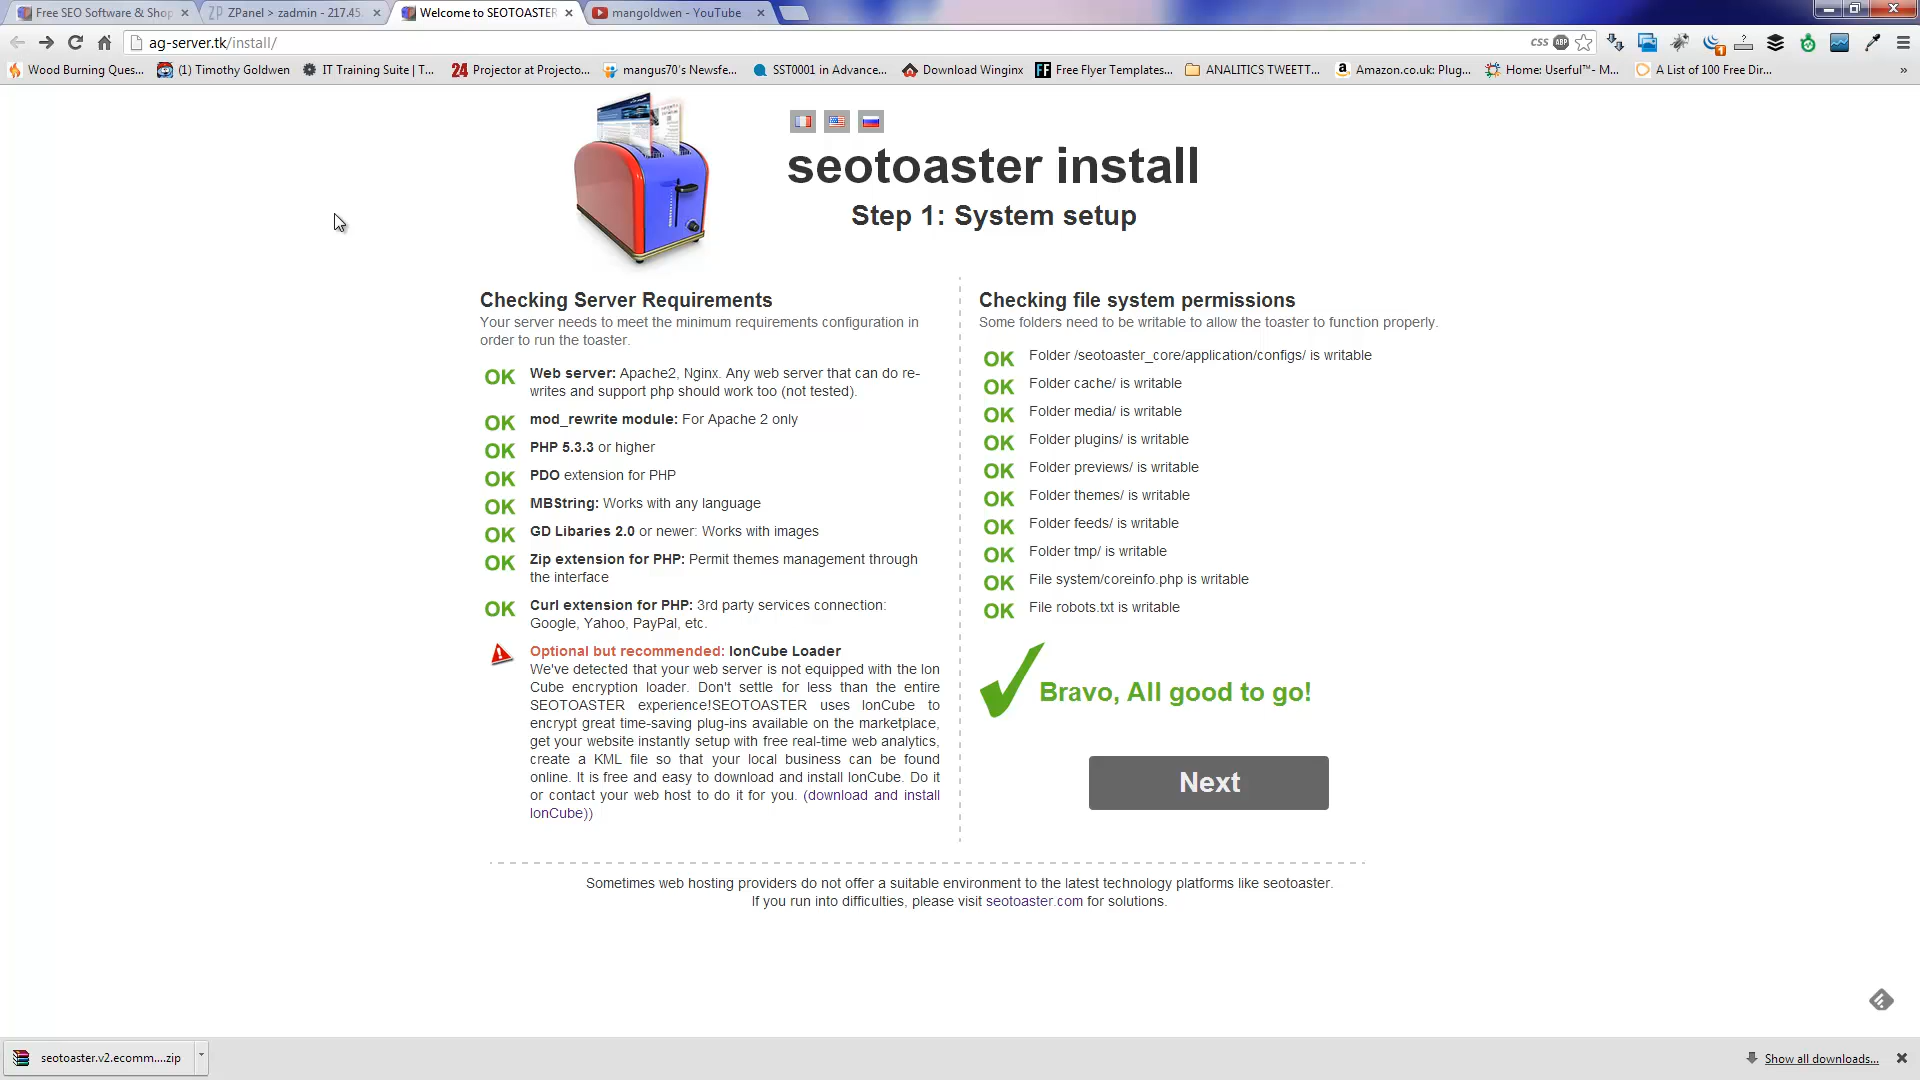 Free SEO Software & Shop
ZPanel > zadmin - 217.45.
Welcome to SEOTOASTER
mangoldwen - YouTube
ag-server.tk/install/
CSS
ABP
Wood Burning Ques...
(1) Timothy Goldwen
IT Training Suite | T...
24 Projector at Projecto...
mangus70's Newsfe...
SST0001 in Advance...
Download Winginx
FF Free Flyer Templates...
ANALITICS TWEETT...
a Amazon.co.uk: Plug...
Home: Userful™- M...
A List of 100 Free Dir...
»
seotoaster install
Step 1: System setup
Checking Server Requirements
Your server needs to meet the minimum requirements configuration in
order to run the toaster.
OK Web server: Apache2, Nginx. Any web server that can do re-
writes and support php should work too (not tested).
OK mod_rewrite module: For Apache 2 only
OK PHP 5.3.3 or higher
OK PDO extension for PHP
OK MBString: Works with any language
OK GD Libaries 2.0 or newer: Works with images
OK Zip extension for PHP: Permit themes management through
the interface
OK Curl extension for PHP: 3rd party services connection:
Google, Yahoo, PayPal, etc.
Optional but recommended: IonCube Loader
We've detected that your web server is not equipped with the Ion
Cube encryption loader. Don't settle for less than the entire
SEOTOASTER experience!SEOTOASTER uses IonCube to
encrypt great time-saving plug-ins available on the marketplace,
get your website instantly setup with free real-time web analytics,
create a KML file so that your local business can be found
online. It is free and easy to download and install IonCube. Do it
or contact your web host to do it for you. (download and install
IonCube))
Checking file system permissions
Some folders need to be writable to allow the toaster to function properly.
OK Folder /seotoaster_core/application/configs/ is writable
OK Folder cache/ is writable
OK Folder media/ is writable
OK Folder plugins/ is writable
OK Folder previews/ is writable
OK Folder themes/ is writable
OK Folder feeds/ is writable
OK Folder tmp/ is writable
OK File system/coreinfo.php is writable
OK File robots.txt is writable
Bravo, All good to go!
Next
Sometimes web hosting providers do not offer a suitable environment to the latest technology platforms like seotoaster.
If you run into difficulties, please visit seotoaster.com for solutions.
seotoaster.v2.ecomm....zip
Show all downloads...